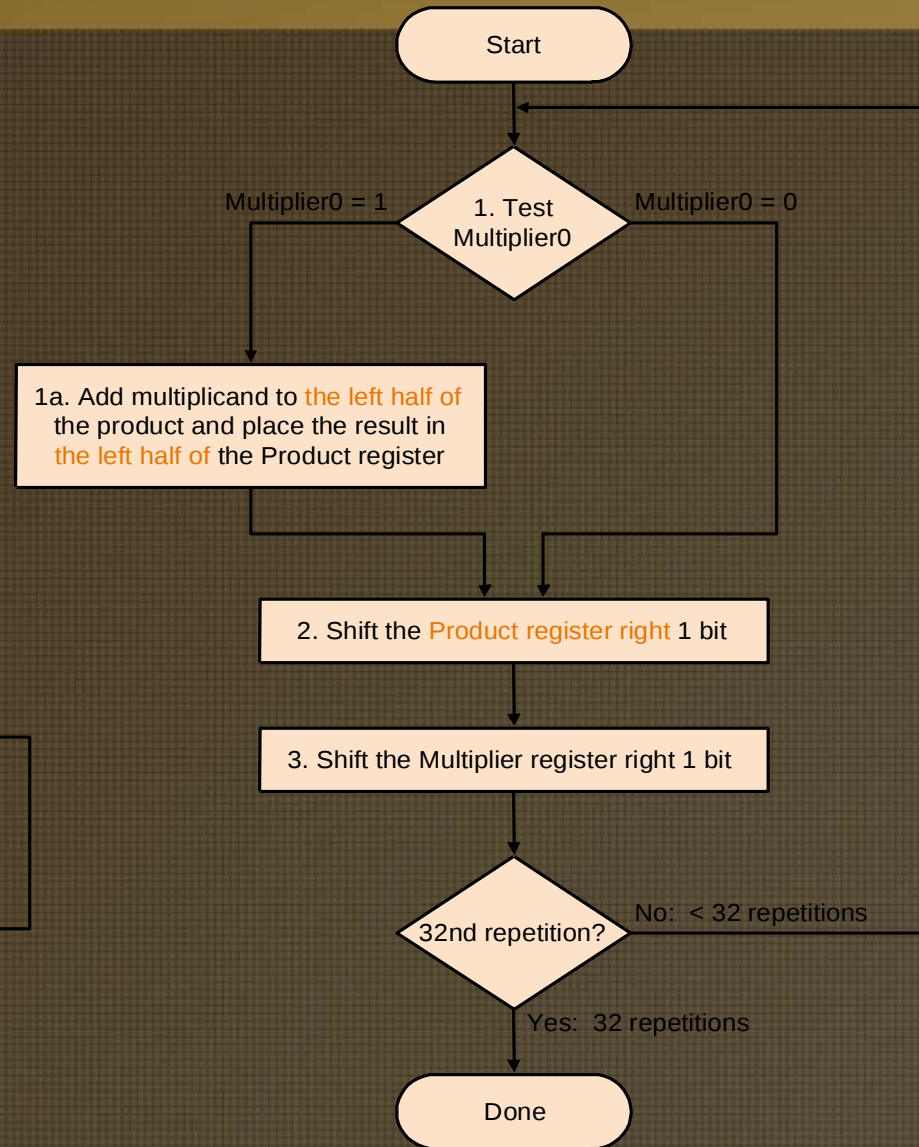 Start
Multiplier0 = 1
1. Test
Multiplier0
Multiplier0 = 0
1a. Add multiplicand to the left half of
the product and place the result in
the left half of the Product register
2. Shift the Product register right 1 bit
3. Shift the Multiplier register right 1 bit
32nd repetition?
No: < 32 repetitions
Yes: 32 repetitions
Done